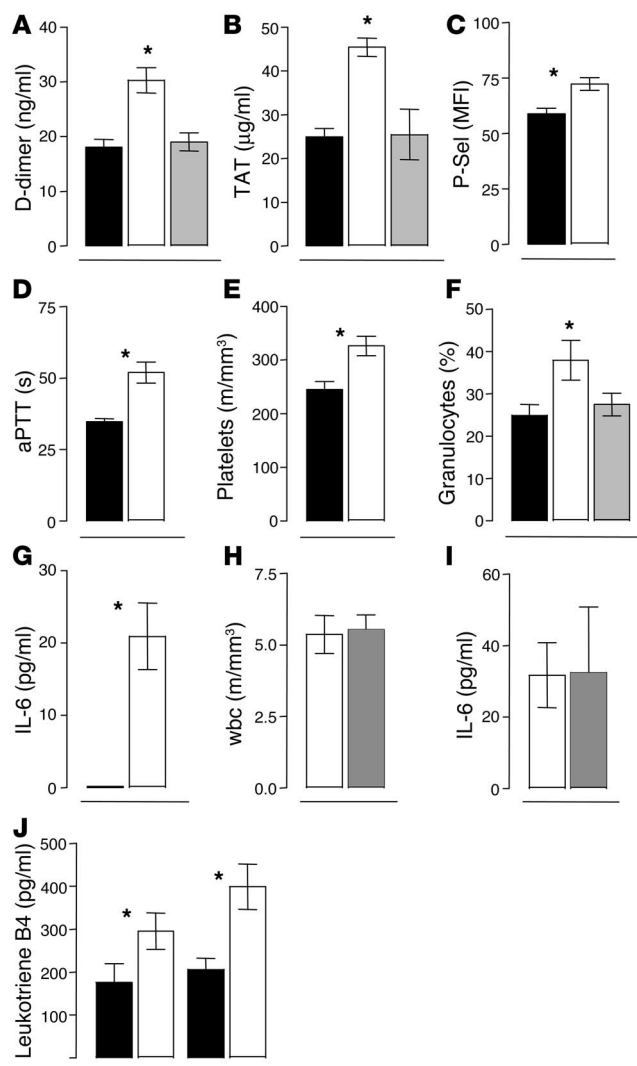 A
D-dimer (ng/ml)
40
30
20
10
0
*
B
TAT (µg/ml)
50
40
30
20
10
0
*
C
P-Sel (MFI)
100
75
50
25
0
*
D
aPTT (s)
75
50
25
0
*
E
Platelets (m/mm³)
400
300
200
100
0
*
F
Granulocytes (%)
50
40
30
20
10
0
*
G
IL-6 (pg/ml)
30
20
10
0
*
H
wbc (m/mm³)
7.5
5.0
2.5
0.0
I
IL-6 (pg/ml)
60
40
20
0
J
Leukotriene B4 (pg/ml)
500
400
300
200
100
*
*